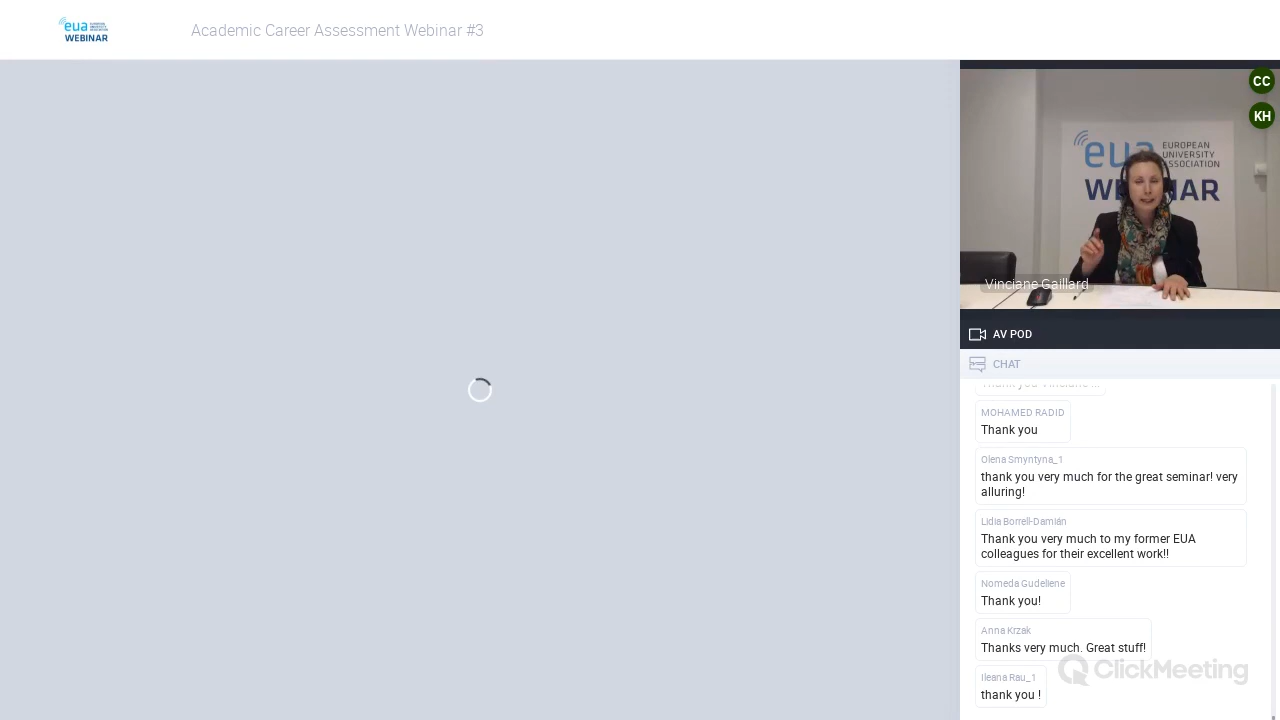 eua EUROPEAN UNIVERSITY ASSOCIATION
WEBINAR
Academic Career Assessment Webinar #3
CC
KH
eua EUROPEAN
UNIVERSITY
ASSOCIATION
Vinciane Gaillard
AV POD
CHAT
MOHAMED RADID
Thank you
Olena Smyntyna_1
thank you very much for the great seminar! very
alluring!
Lidia Borrell-Damián
Thank you very much to my former EUA
colleagues for their excellent work!!
Nomeda Gudeliene
Thank you!
Anna Krzak
Thanks very much. Great stuff!
ClickMeeting
Ileana Rau_1
thank you !